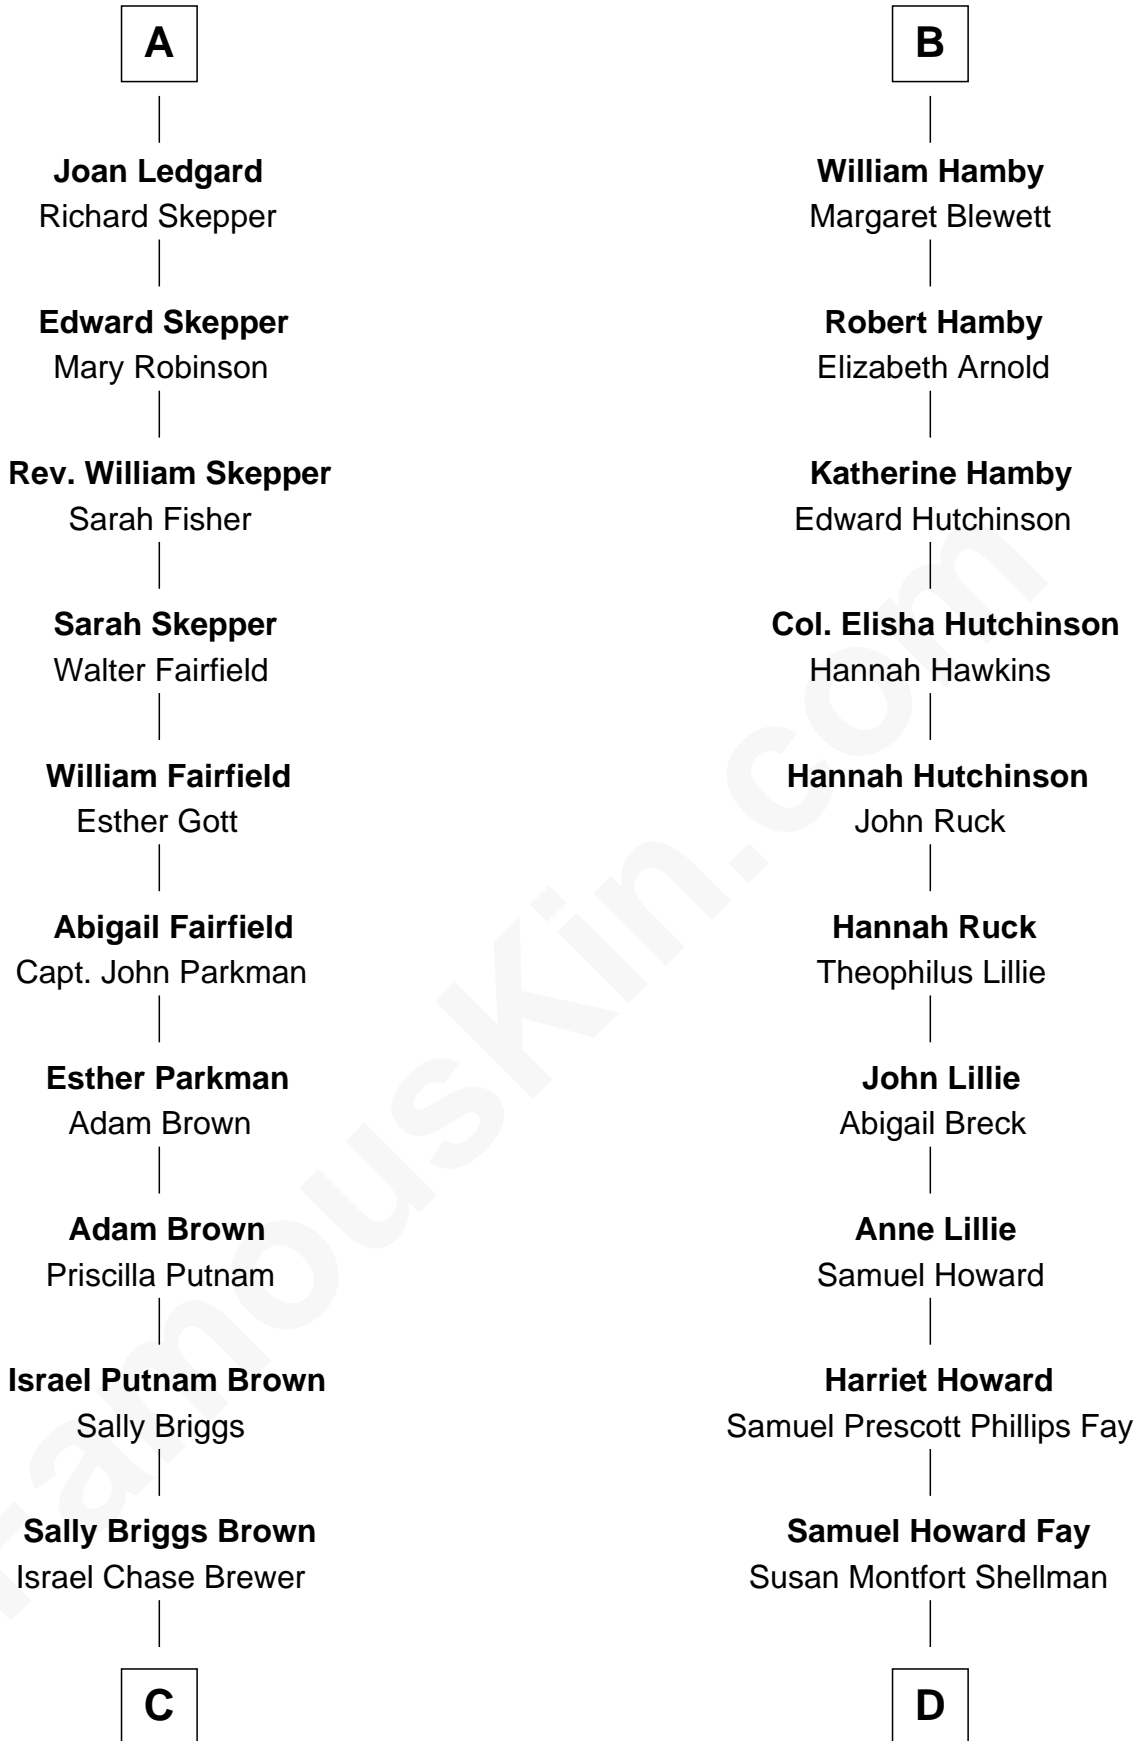 A
Joan Ledgard
Richard Skepper
Edward Skepper
Mary Robinson
Rev. William Skepper
Sarah Fisher
Sarah Skepper
Walter Fairfield
William Fairfield
Esther Gott
Abigail Fairfield
Capt. John Parkman
Esther Parkman
Adam Brown
Adam Brown
Priscilla Putnam
Israel Putnam Brown
Sally Briggs
Sally Briggs Brown
Israel Chase Brewer
C
B
William Hamby
Margaret Blewett
Robert Hamby
Elizabeth Arnold
Katherine Hamby
Edward Hutchinson
Col. Elisha Hutchinson
Hannah Hawkins
Hannah Hutchinson
John Ruck
Hannah Ruck
Theophilus Lillie
John Lillie
Abigail Breck
Anne Lillie
Samuel Howard
Harriet Howard
Samuel Prescott Phillips Fay
Samuel Howard Fay
Susan Montfort Shellman
D
FamousKin.com